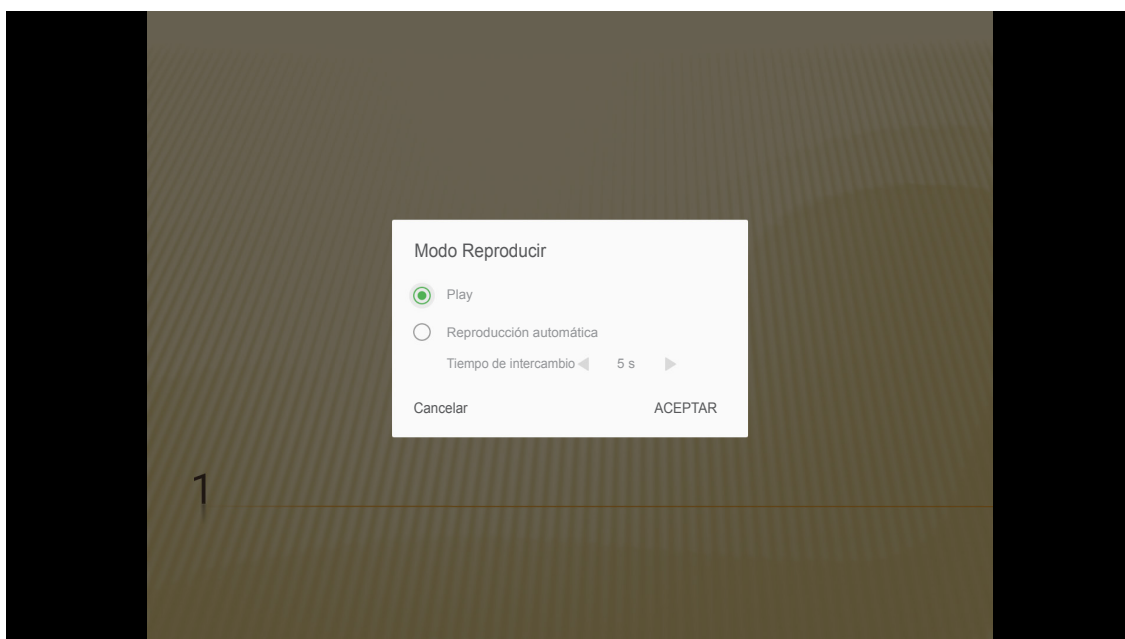 Modo Reproducir
Play
Reproducción automática
Tiempo de intercambio 5 s
Cancelar ACEPTAR
1